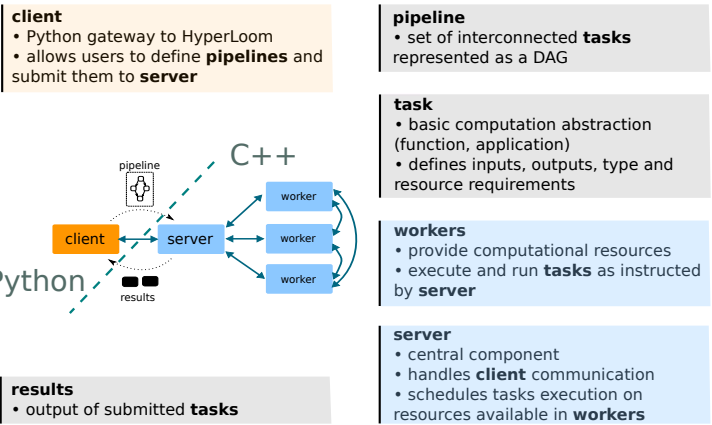 client
• Python gateway to HyperLoom
• allows users to define pipelines and
submit them to server
pipeline
• set of interconnected tasks
represented as a DAG
task
• basic computation abstraction
(function, application)
• defines inputs, outputs, type and
resource requirements
C++
pipeline
client
server
worker
worker
worker
Python
results
workers
• provide computational resources
• execute and run tasks as instructed
by server
server
• central component
• handles client communication
• schedules tasks execution on
resources available in workers
results
• output of submitted tasks